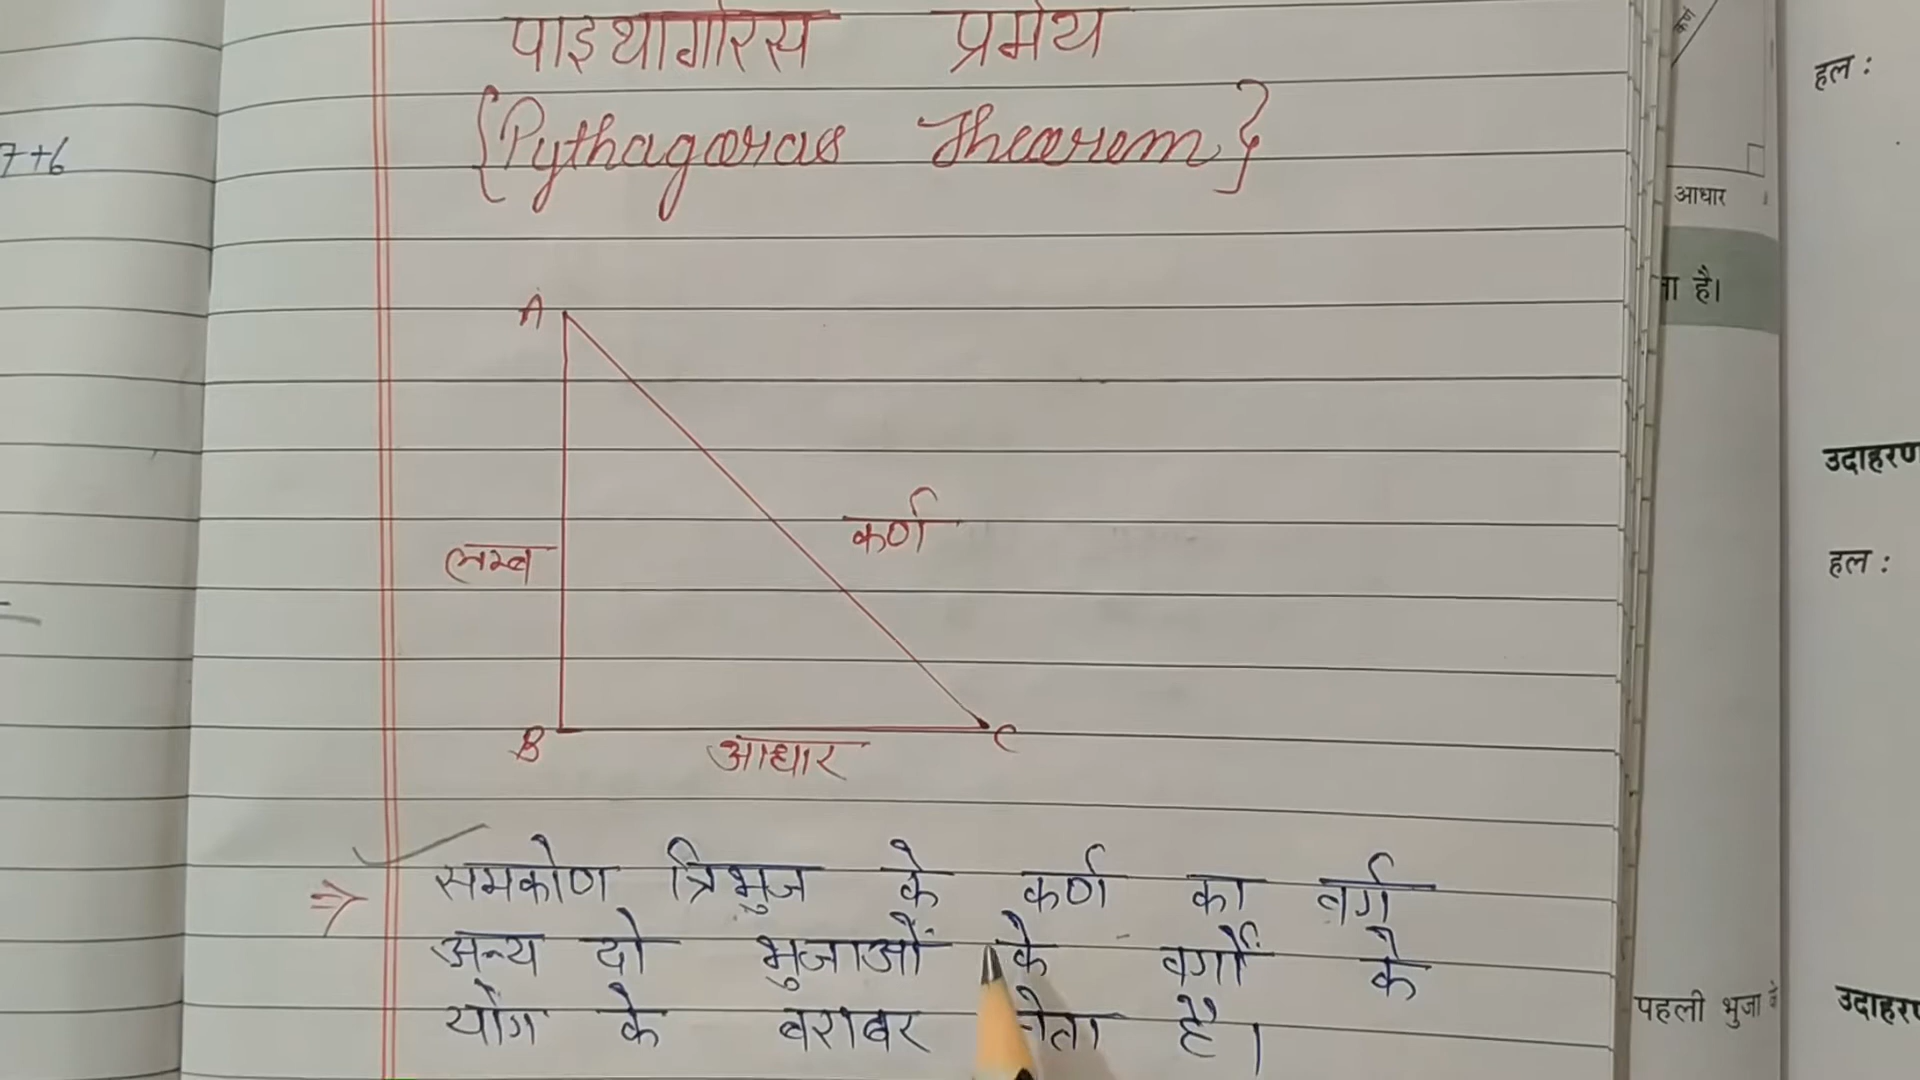 पाइथागोरस प्रमेय
{Pythagoras Theorem}
7+6
A
लम्ब
कर्ण
B
आधार
C
समकोण त्रिभुज के कर्ण का वर्ग
अन्य दो भुजाओं के वर्गों के
योग के बराबर है।
कर्ण
आधार
ता है।
पहली भुजा
हल :
उदाहरण
हल :
उदाहरण